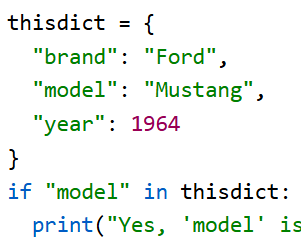 thisdict = {
  "brand": "Ford",
  "model": "Mustang",
  "year": 1964
}
if "model" in thisdict:
  print("Yes, 'model' is